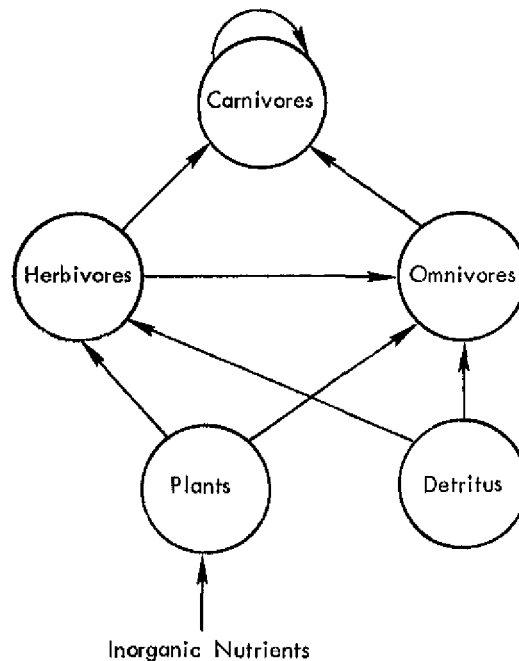 Carnivores
Herbivores
Omnivores
Plants
Detritus
Inorganic Nutrients